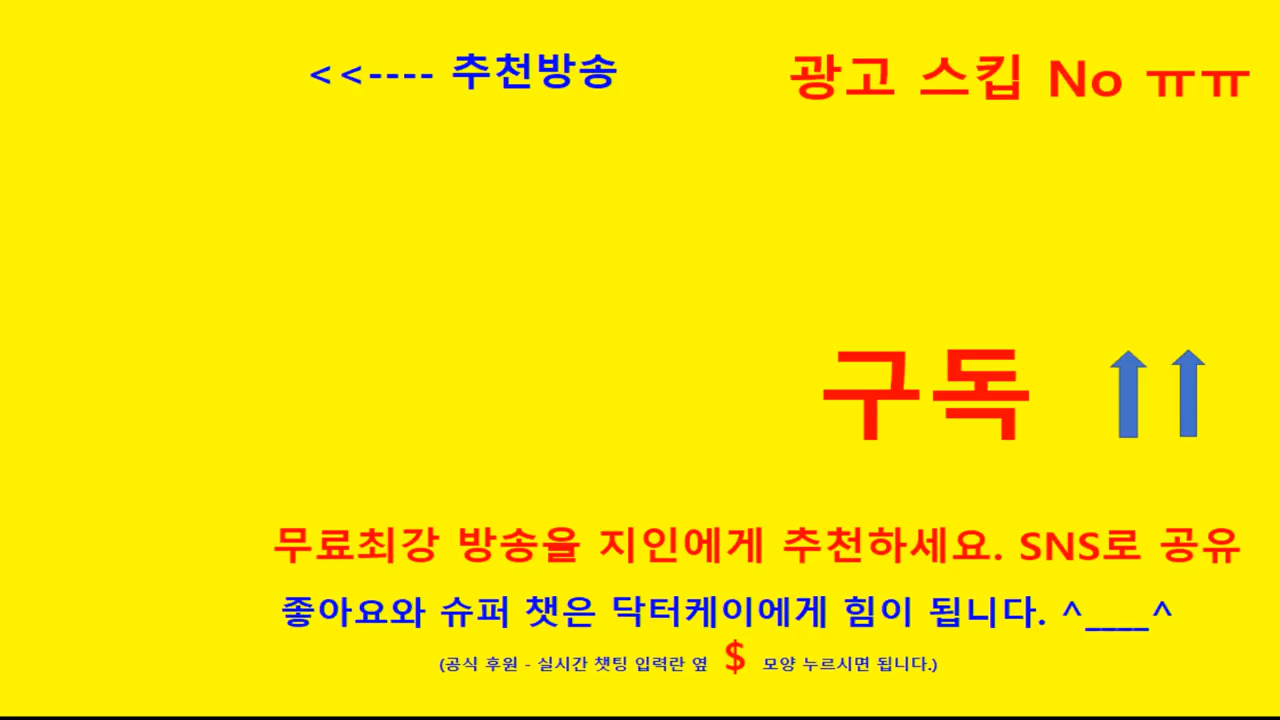 <<---- 추천방송
광고 스킵 No ㅠㅠ
구독
무료최강 방송을 지인에게 추천하세요. SNS로 공유
좋아요와 슈퍼 챗은 닥터케이에게 힘이 됩니다. ^____^
(공식 후원 - 실시간 챗팅 입력란 옆 $ 모양 누르시면 됩니다.)